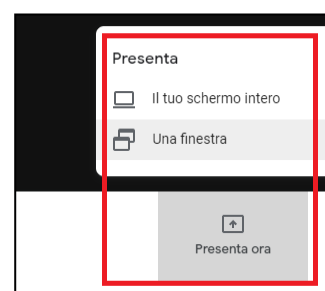 Presenta
Il tuo schermo intero
Una finestra
Presenta ora